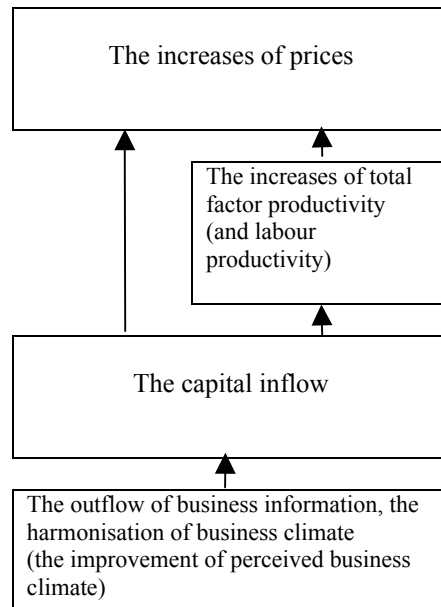 The increases of prices
The increases of total
factor productivity
(and labour
productivity)
The capital inflow
The outflow of business information, the
harmonisation of business climate
(the improvement of perceived business
climate)